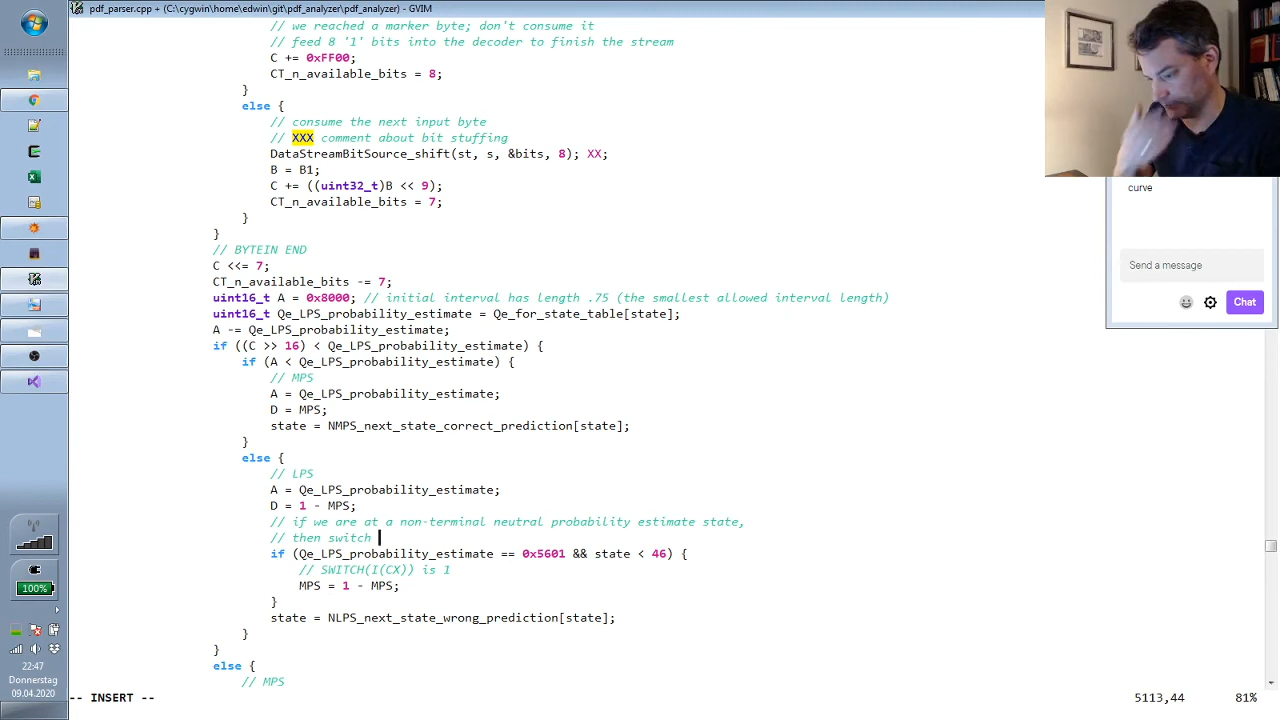 pdf_parser.cpp + (C:\cygwin\home\edwin\git\pdf_analyzer\pdf_analyzer) - GVIM
// we reached a marker byte; don't consume it
// feed 8 '1' bits into the decoder to finish the stream
C += 0xFF00;
CT_n_available_bits = 8;
}
else {
// consume the next input byte
// XXX comment about bit stuffing
DataStreamBitSource_shift(st, s, &bits, 8); XX;
B = B1;
C += ((uint32_t)B << 9);
CT_n_available_bits = 7;
}
}
// BYTEIN END
C <<= 7;
CT_n_available_bits -= 7;
uint16_t A = 0x8000; // initial interval has length .75 (the smallest allowed interval length)
uint16_t Qe_LPS_probability_estimate = Qe_for_state_table[state];
A -= Qe_LPS_probability_estimate;
if ((C >> 16) < Qe_LPS_probability_estimate) {
if (A < Qe_LPS_probability_estimate) {
// MPS
A = Qe_LPS_probability_estimate;
D = MPS;
state = NMPS_next_state_correct_prediction[state];
}
else {
// LPS
A = Qe_LPS_probability_estimate;
D = 1 - MPS;
// if we are at a non-terminal neutral probability estimate state,
// then switch
if (Qe_LPS_probability_estimate == 0x5601 && state < 46) {
// SWITCH(I(CX)) is 1
MPS = 1 - MPS;
}
state = NLPS_next_state_wrong_prediction[state];
}
}
else {
// MPS
-- INSERT --
5113,44
81%
curve
Send a message
Chat
100%
22:47
Donnerstag
09.04.2020